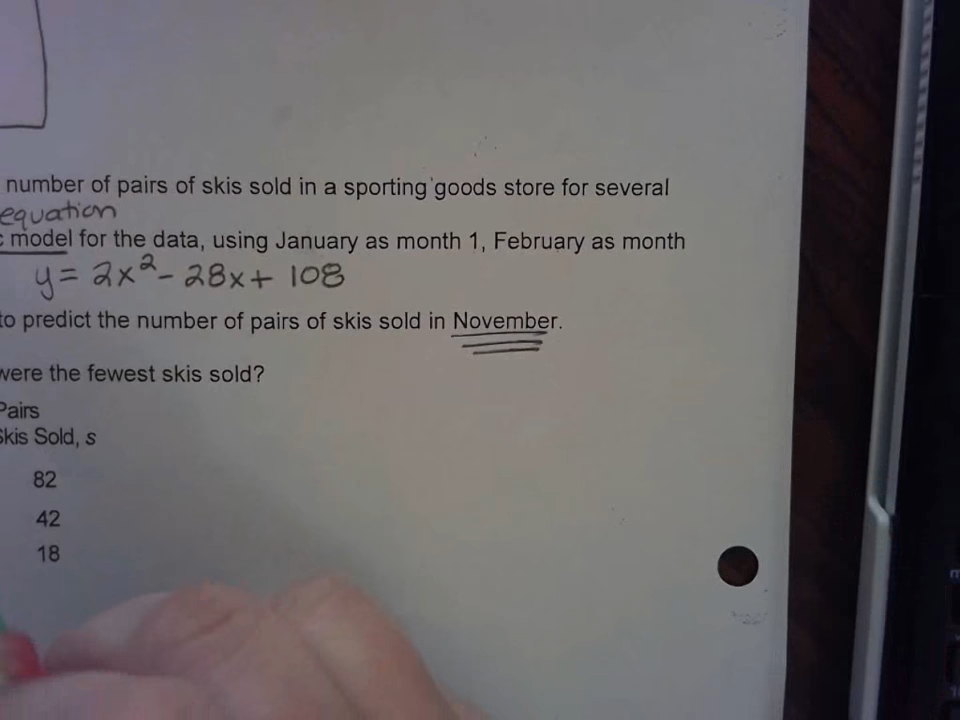 number of pairs of skis sold in a sporting goods store for several
equation
model for the data, using January as month 1, February as month
y = 2x² - 28x + 108
to predict the number of pairs of skis sold in November.
were the fewest skis sold?
Pairs
Skis Sold, s
82
42
18